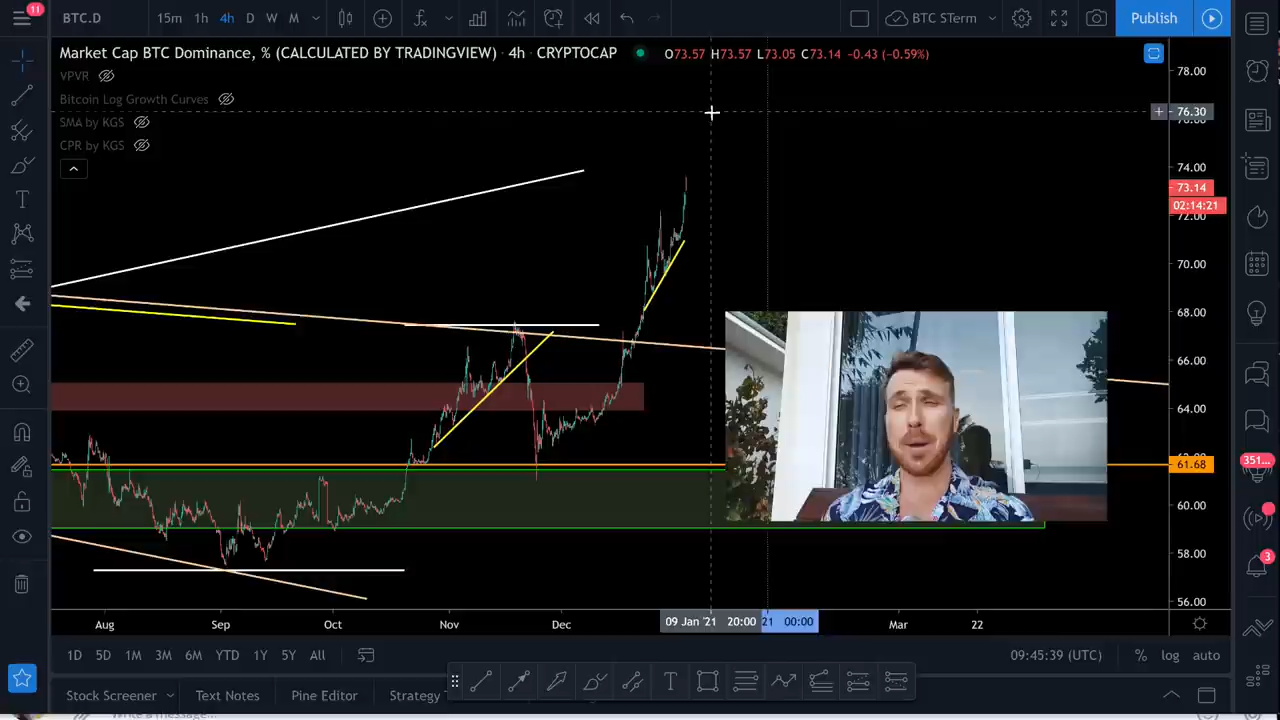 11
BTC.D 15m 1h 4h D W M BTC STerm Publish
Market Cap BTC Dominance, % (CALCULATED BY TRADINGVIEW) · 4h · CRYPTOCAP O73.57 H73.57 L73.05 C73.14 −0.43 (−0.59%)
VPVR
Bitcoin Log Growth Curves
SMA by KGS
CPR by KGS
78.00
76.30
76.00
74.00
73.14
02:14:21
72.00
70.00
68.00
66.00
64.00
61.68
60.00
58.00
56.00
351...
3
Aug Sep Oct Nov Dec 09 Jan '21 20:00 21 00:00 Mar 22
1D 5D 1M 3M 6M YTD 1Y 5Y All 09:45:39 (UTC) % log auto
Stock Screener Text Notes Pine Editor Strategy